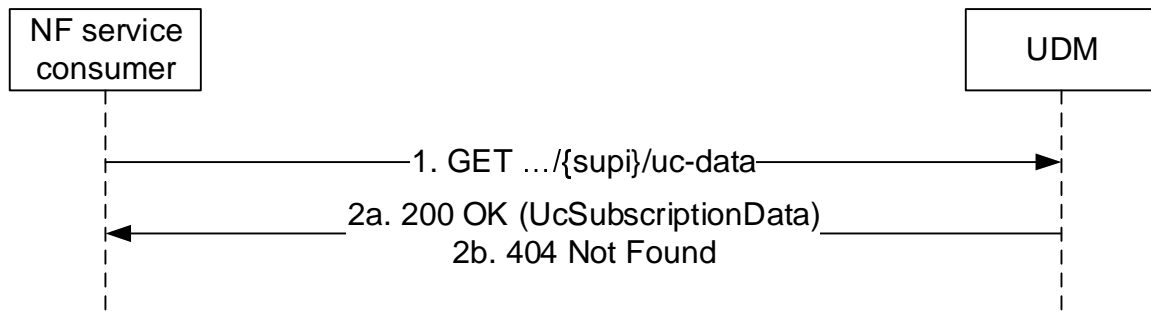 NF service
consumer
UDM
1. GET …/{supi}/uc-data
2a. 200 OK (UcSubscriptionData)
2b. 404 Not Found